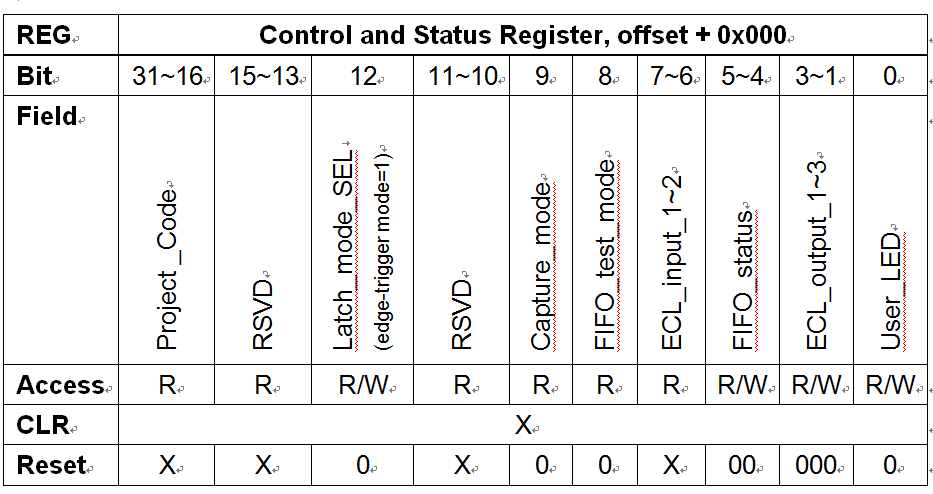 REG Control and Status Register, offset + 0x000
Bit 31~16 15~13 12 11~10 9 8 7~6 5~4 3~1 0
Field
Project_Code
RSVD
Latch_mode_SEL
(edge-trigger mode=1)
RSVD
Capture_mode
FIFO_test_mode
ECL_input_1~2
FIFO_status
ECL_output_1~3
User_LED
Access R R R/W R R R R R/W R/W R/W
CLR X
Reset X X 0 X 0 0 X 00 000 0